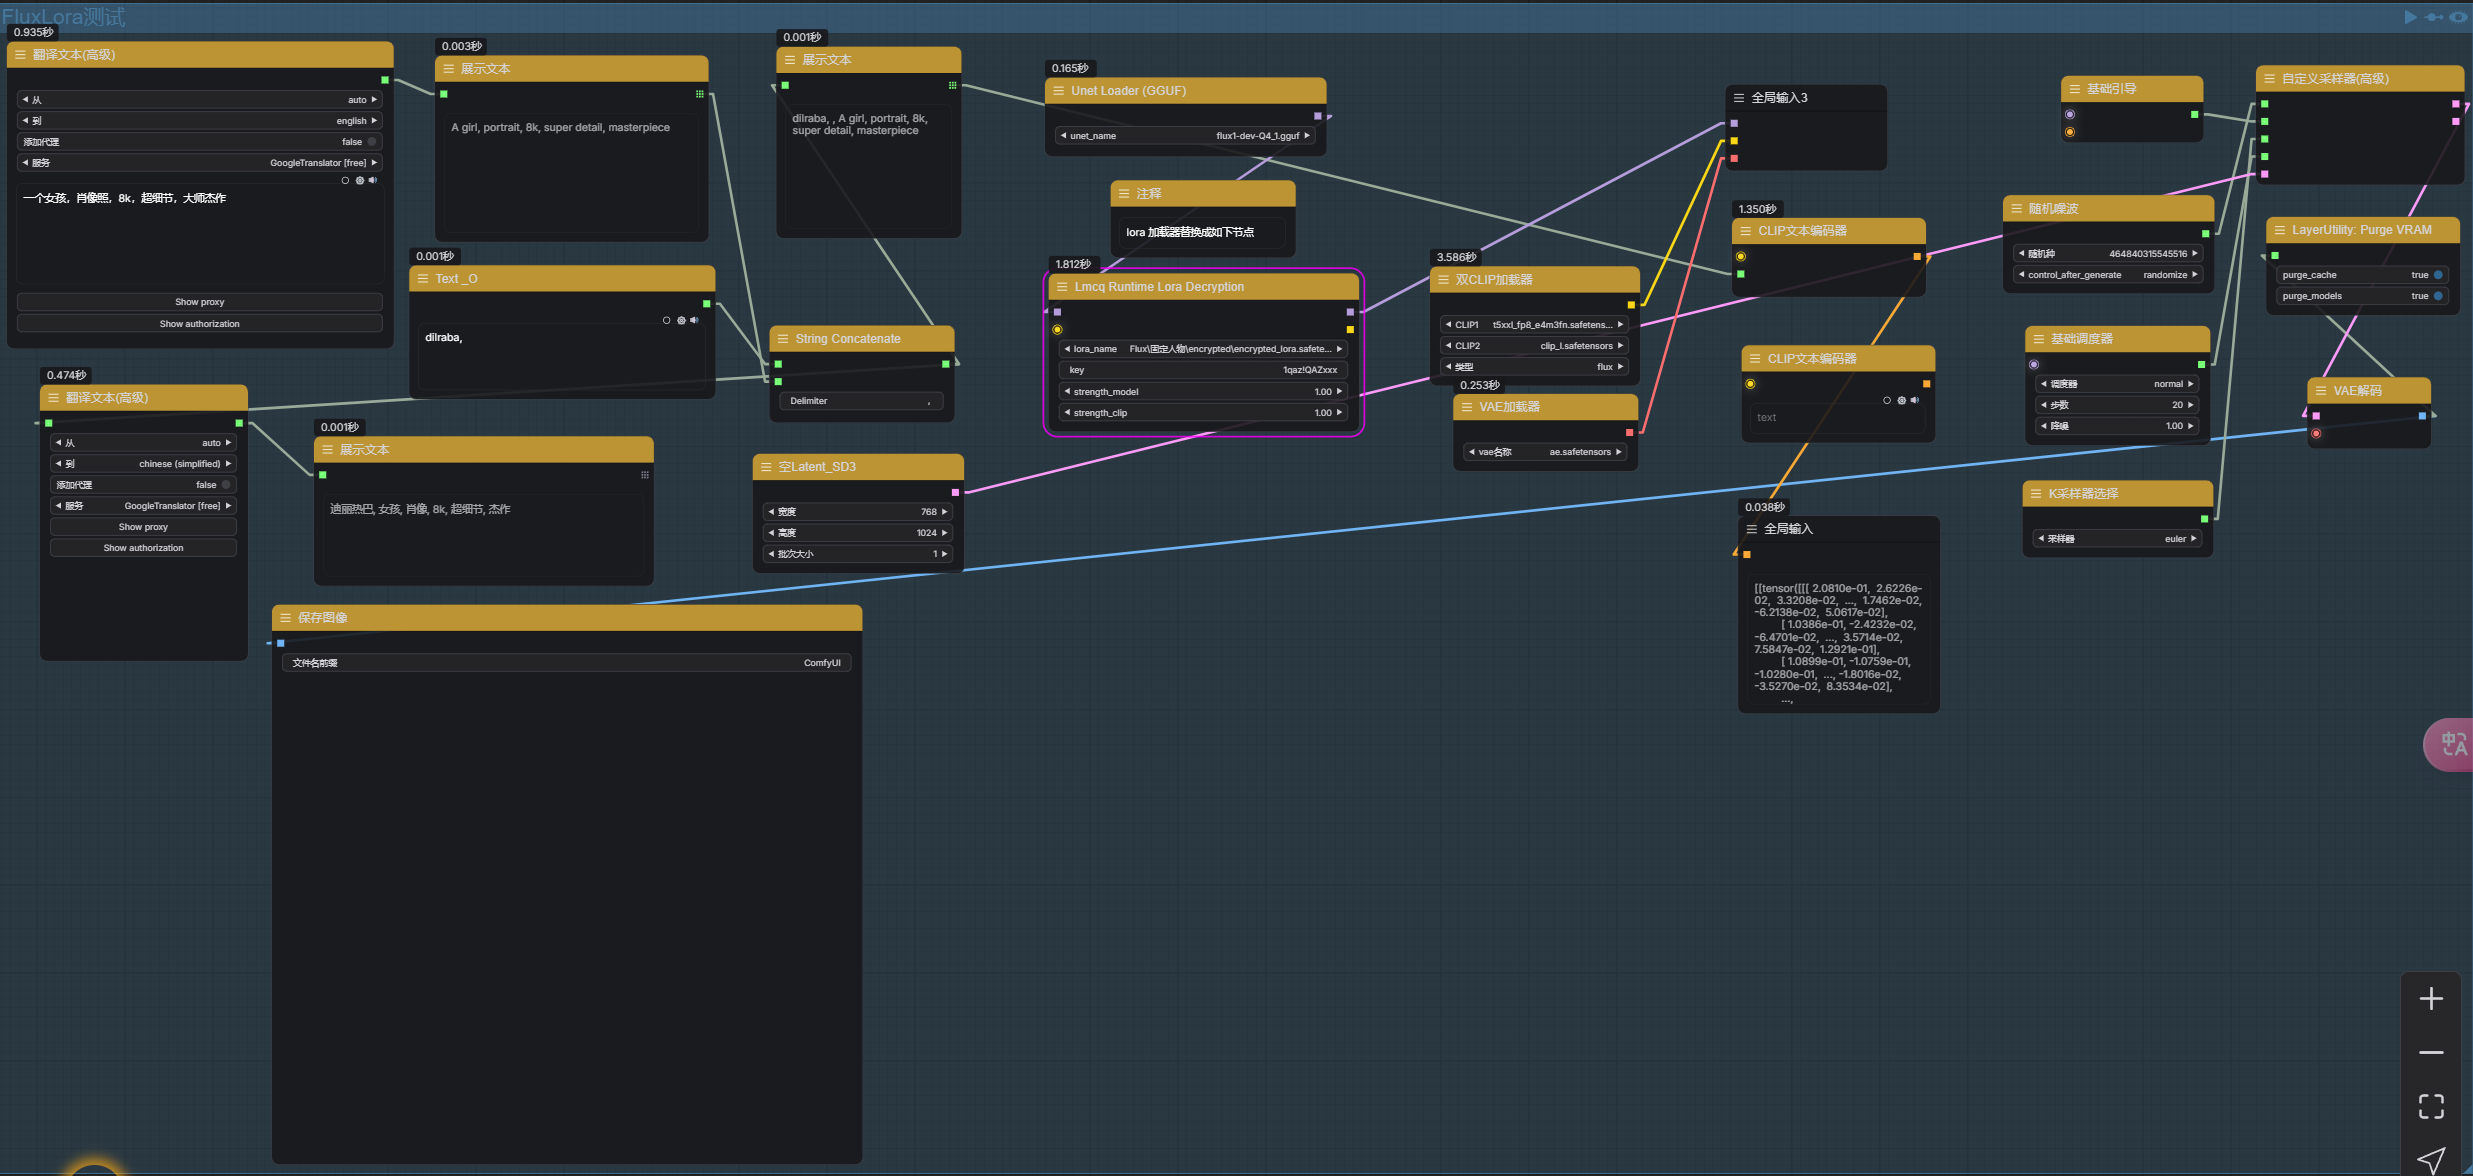 FluxLora测试
0.935秒
翻译文本(高级)
从
auto
到
english
添加代理
false
服务
GoogleTranslator [free]
一个女孩，肖像照，8k，超细节，大师杰作
Show proxy
Show authorization
0.003秒
展示文本
A girl, portrait, 8k, super detail, masterpiece
0.001秒
展示文本
dilraba, , A girl, portrait, 8k,
super detail, masterpiece
0.001秒
Text _O
dilraba,
String Concatenate
Delimiter
,
0.474秒
翻译文本(高级)
从
auto
到
chinese (simplified)
添加代理
false
服务
GoogleTranslator [free]
Show proxy
Show authorization
0.001秒
展示文本
迪丽热巴, 女孩, 肖像, 8k, 超细节, 杰作
空Latent_SD3
宽度
768
高度
1024
批次大小
1
保存图像
文件名前缀
ComfyUI
0.165秒
Unet Loader (GGUF)
unet_name
flux1-dev-Q4_1.gguf
注释
lora 加载器替换成如下节点
1.812秒
Lmcq Runtime Lora Decryption
lora_name
Flux\固定人物\encrypted\encrypted_lora.safete...
key
1qaz!QAZxxx
strength_model
1.00
strength_clip
1.00
3.586秒
双CLIP加载器
CLIP1
t5xxl_fp8_e4m3fn.safetens...
CLIP2
clip_l.safetensors
类型
flux
0.253秒
VAE加载器
vae名称
ae.safetensors
全局输入3
1.350秒
CLIP文本编码器
CLIP文本编码器
text
0.038秒
全局输入
[[tensor([[[ 2.0810e-01, 2.6226e-
02, 3.3208e-02, ..., 1.7462e-02,
-6.2138e-02, 5.0617e-02],
[ 1.0386e-01, -2.4232e-02,
-6.4701e-02, ..., 3.5714e-02,
7.5847e-02, 1.2921e-01],
[ 1.0899e-01, -1.0759e-01,
-1.0280e-01, ..., -1.8016e-02,
-3.5270e-02, 8.3534e-02],
...,
基础引导
随机噪波
随机种
464840315545516
control_after_generate
randomize
基础调度器
调度器
normal
步数
20
降噪
1.00
K采样器选择
采样器
euler
自定义采样器(高级)
LayerUtility: Purge VRAM
purge_cache
true
purge_models
true
VAE解码
中A